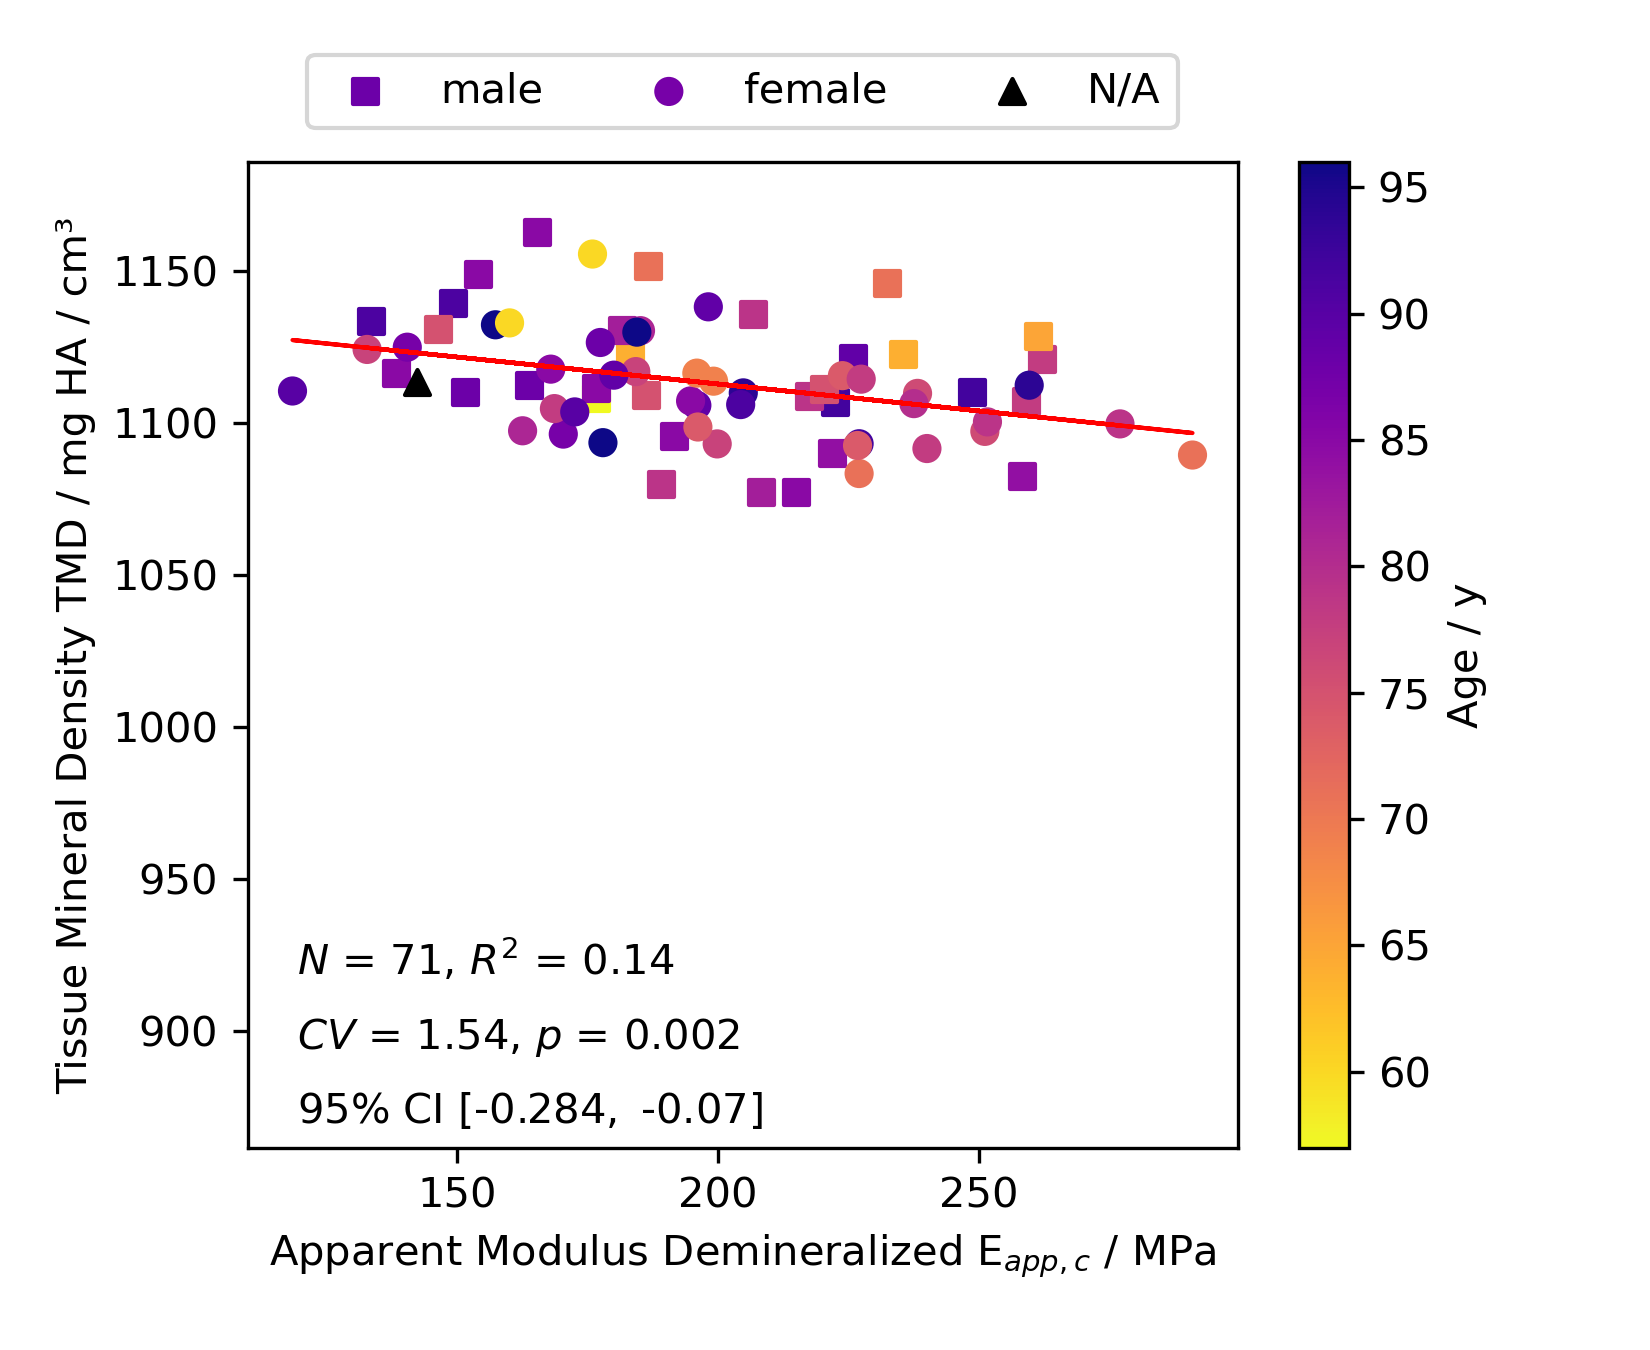 male female N/A
Tissue Mineral Density TMD / mg HA / cm³
1150
1100
1050
1000
950
900
N = 71, R² = 0.14
CV = 1.54, p = 0.002
95% CI [-0.284, -0.07]
150 200 250
Apparent Modulus Demineralized E_app,c / MPa
95
90
85
80
75
70
65
60
Age / y